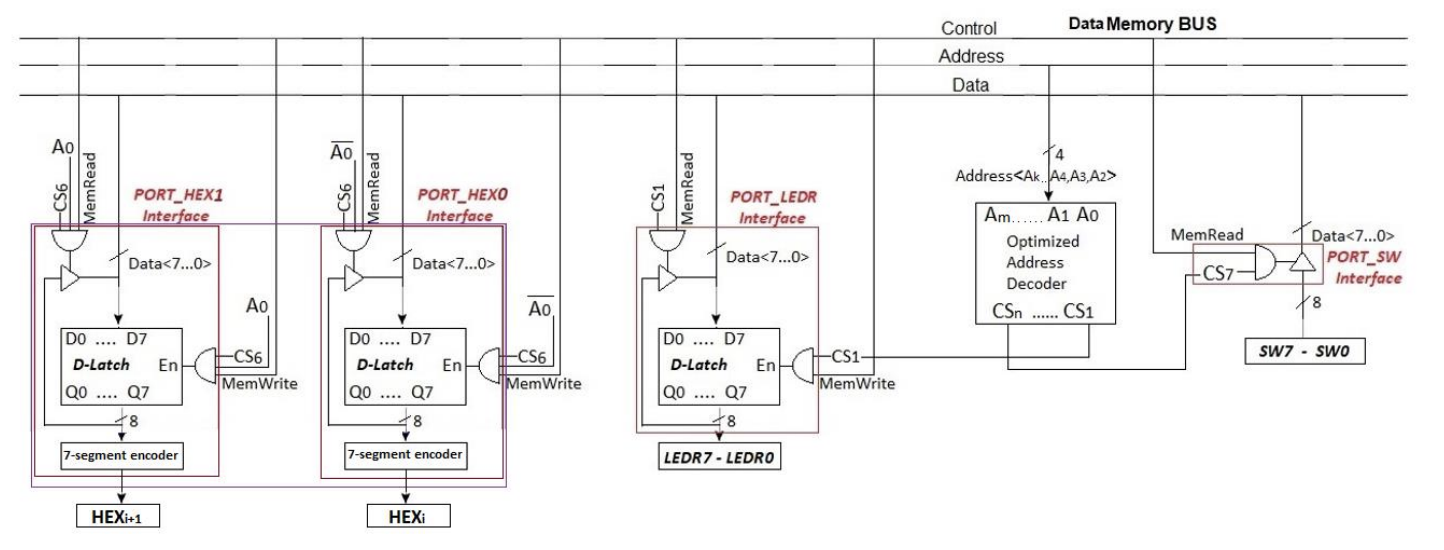 Control
Data Memory BUS
Address
Data
A0
CS6
MemRead
PORT_HEX1
Interface
Data<7...0>
A0
D0 .... D7
D-Latch
En
Q0 .... Q7
CS6
MemWrite
8
7-segment encoder
HEXi+1
A̅0̅
CS6
MemRead
PORT_HEX0
Interface
Data<7...0>
A̅0̅
D0 .... D7
D-Latch
En
Q0 .... Q7
CS6
MemWrite
8
7-segment encoder
HEXi
CS1
MemRead
PORT_LEDR
Interface
Data<7...0>
D0 .... D7
D-Latch
En
Q0 .... Q7
CS1
MemWrite
8
LEDR7 - LEDR0
4
Address<Ak..A4,A3,A2>
Am...... A1 A0
Optimized
Address
Decoder
CSn ...... CS1
MemRead
CS7
Data<7...0>
PORT_SW
Interface
8
SW7 - SW0